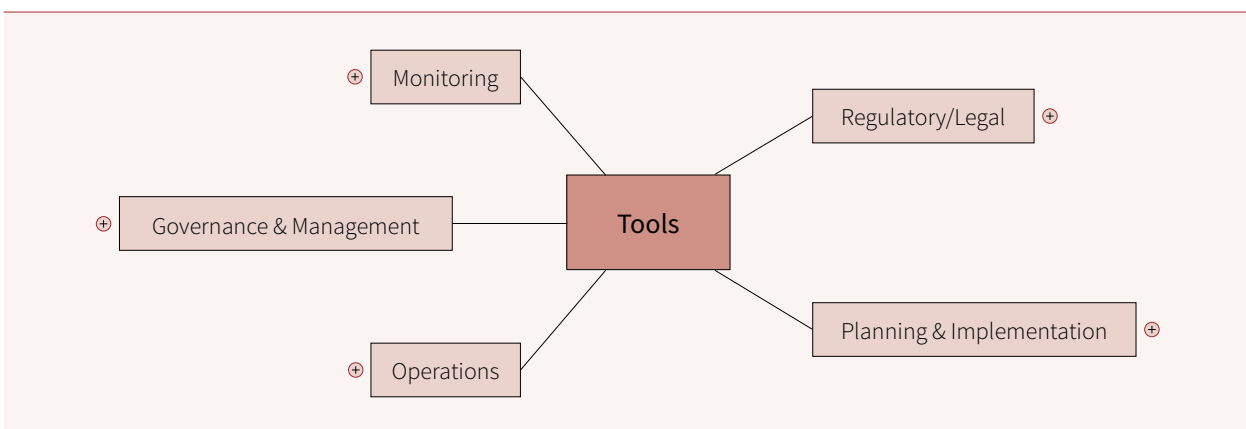 Monitoring
Regulatory/Legal
Tools
Governance & Management
Planning & Implementation
Operations